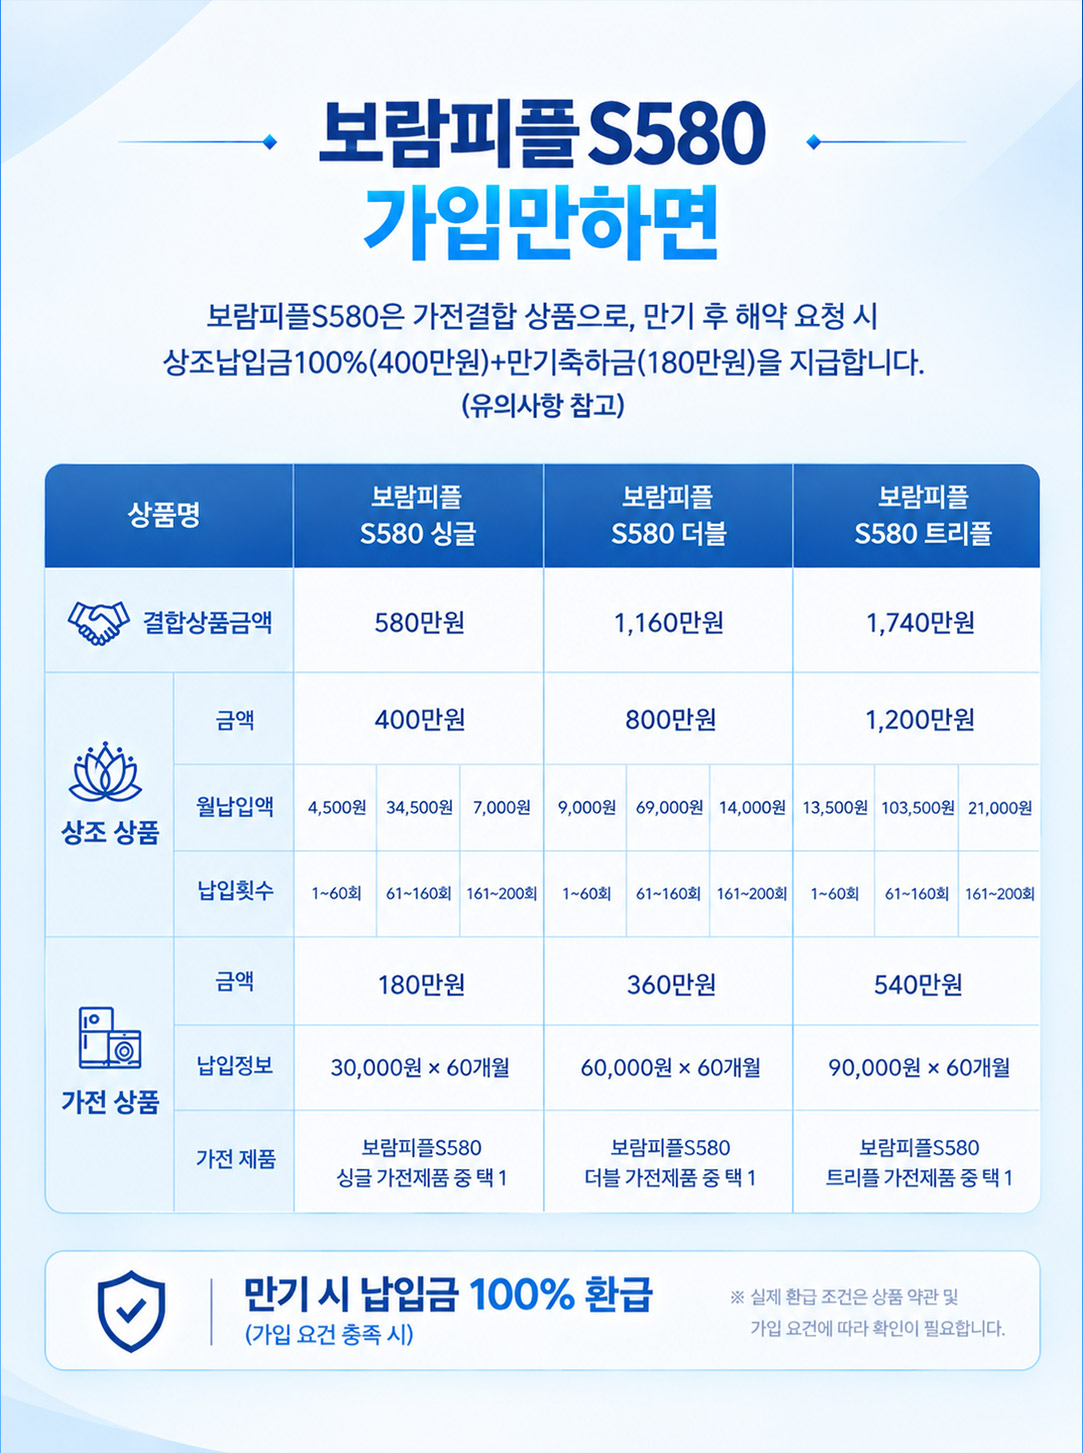 보람피플S580
가입만하면
보람피플S580은 가전결합 상품으로, 만기 후 해약 요청 시
상조납입금100%(400만원)+만기축하금(180만원)을 지급합니다.
(유의사항 참고)
상품명
보람피플
S580 싱글
보람피플
S580 더블
보람피플
S580 트리플
결합상품금액 580만원 1,160만원 1,740만원
상조 상품
금액 400만원 800만원 1,200만원
월납입액 4,500원 34,500원 7,000원 9,000원 69,000원 14,000원 13,500원 103,500원 21,000원
납입횟수 1~60회 61~160회 161~200회 1~60회 61~160회 161~200회 1~60회 61~160회 161~200회
가전 상품
금액 180만원 360만원 540만원
납입정보 30,000원 × 60개월 60,000원 × 60개월 90,000원 × 60개월
가전 제품
보람피플S580
싱글 가전제품 중 택 1
보람피플S580
더블 가전제품 중 택 1
보람피플S580
트리플 가전제품 중 택 1
만기 시 납입금 100% 환급
(가입 요건 충족 시)
※ 실제 환급 조건은 상품 약관 및
가입 요건에 따라 확인이 필요합니다.